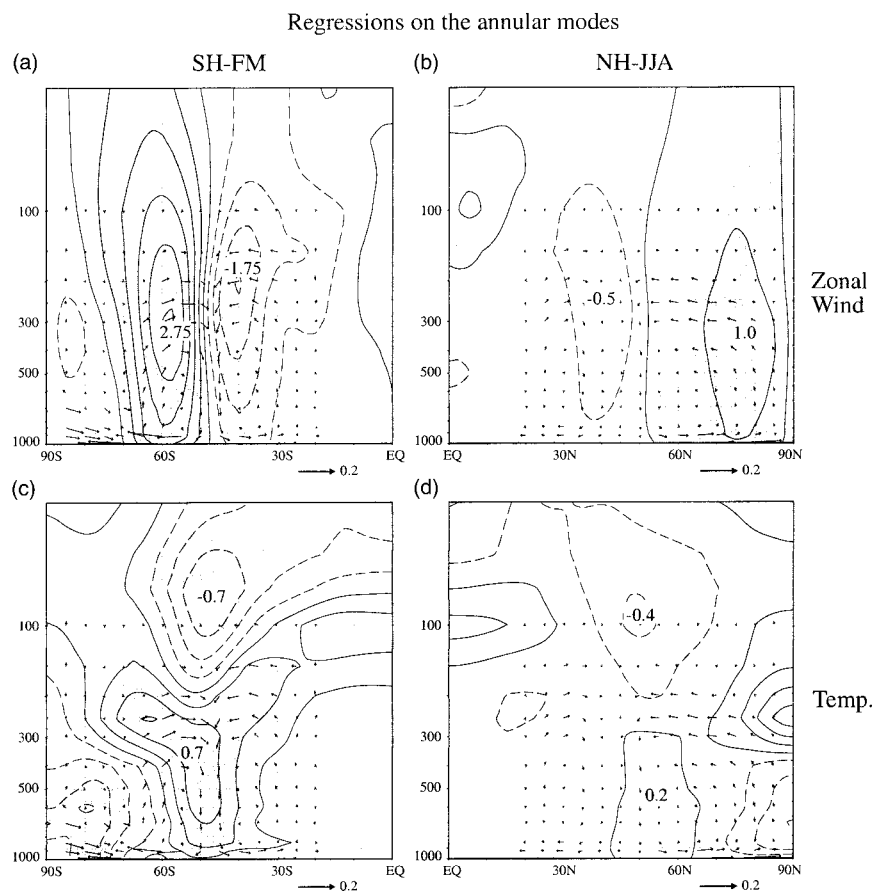 Regressions on the annular modes
(a) SH-FM
(b) NH-JJA
100
300
500
1000
2.75
-1.75
90S 60S 30S EQ
0.2
100
300
500
1000
-0.5
1.0
EQ 30N 60N 90N
0.2
Zonal
Wind
(c)
100
300
500
1000
-0.7
0.7
90S 60S 30S EQ
0.2
(d)
100
300
500
1000
-0.4
0.2
EQ 30N 60N 90N
0.2
Temp.